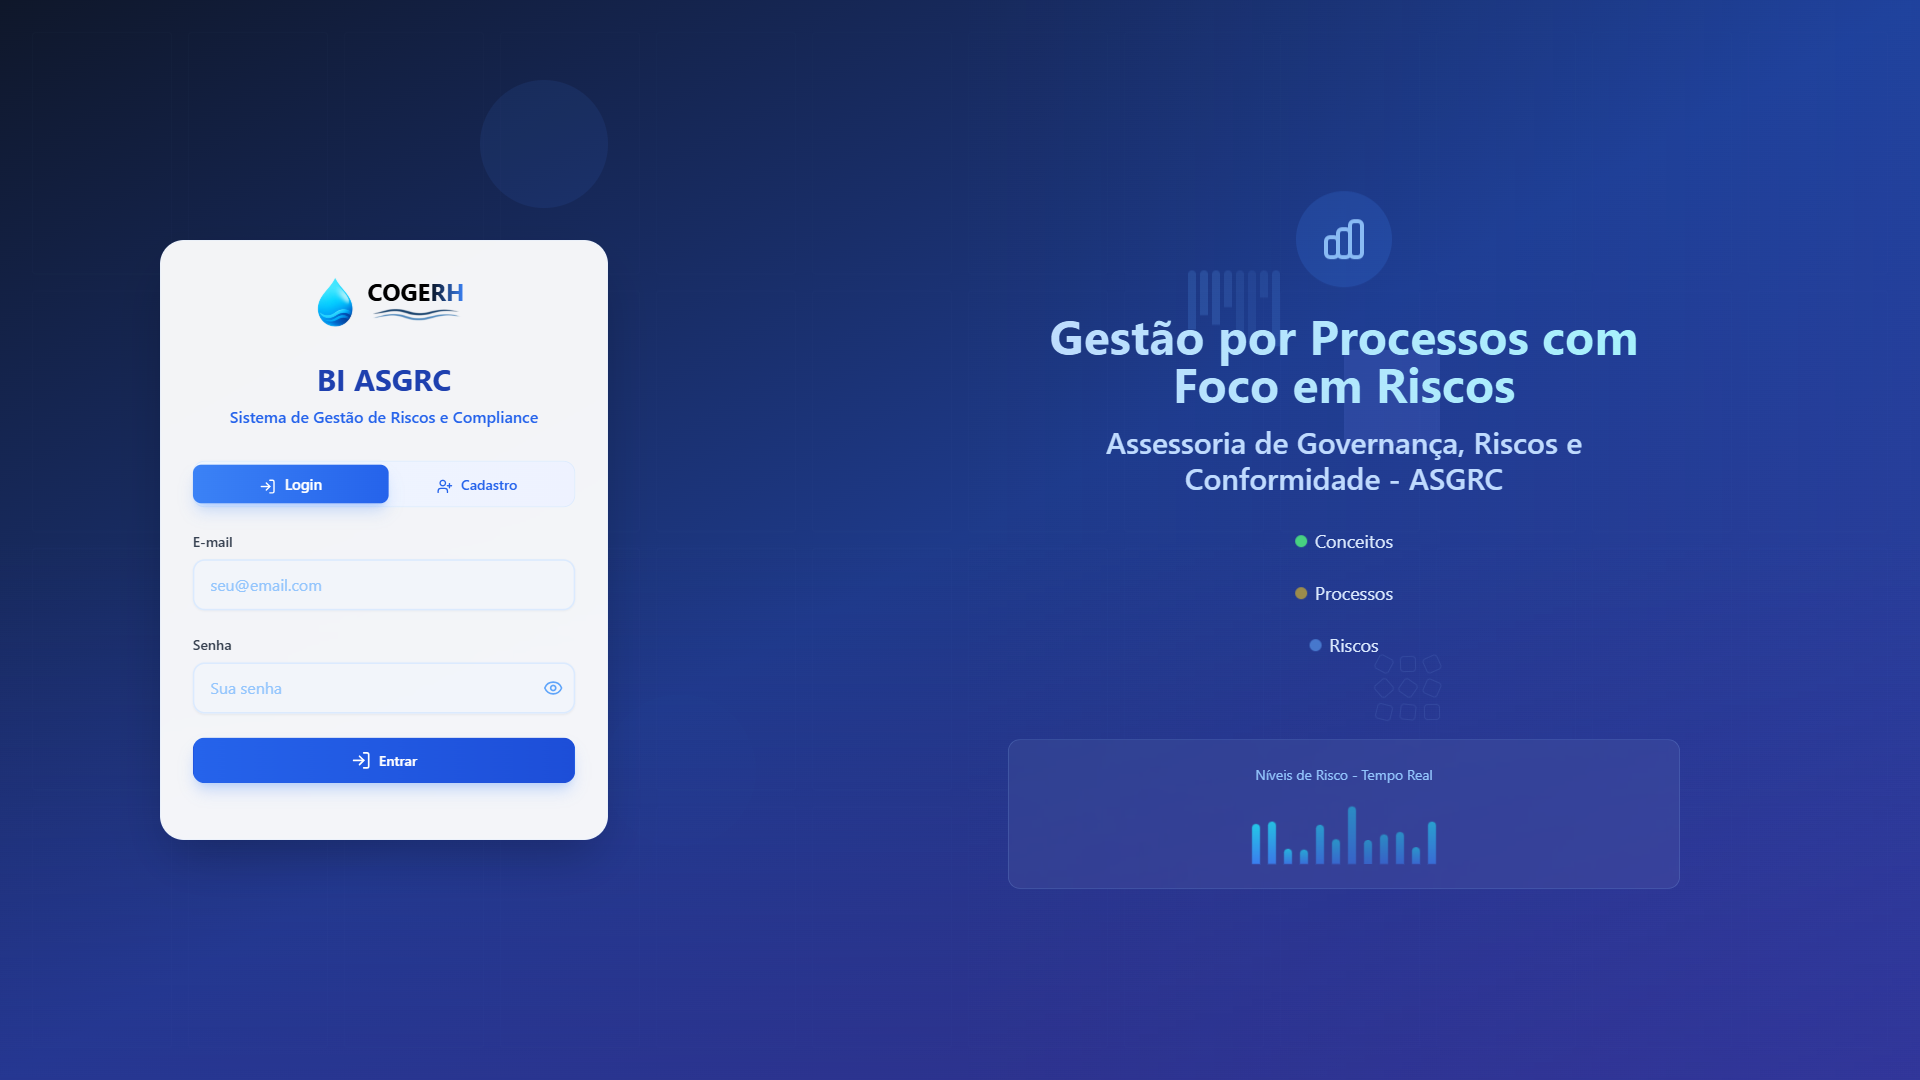 COGERH
BI ASGRC
Sistema de Gestão de Riscos e Compliance
Login
Cadastro
E-mail
seu@email.com
Senha
Sua senha
Entrar
Gestão por Processos com
Foco em Riscos
Assessoria de Governança, Riscos e
Conformidade - ASGRC
Conceitos
Processos
Riscos
Níveis de Risco - Tempo Real